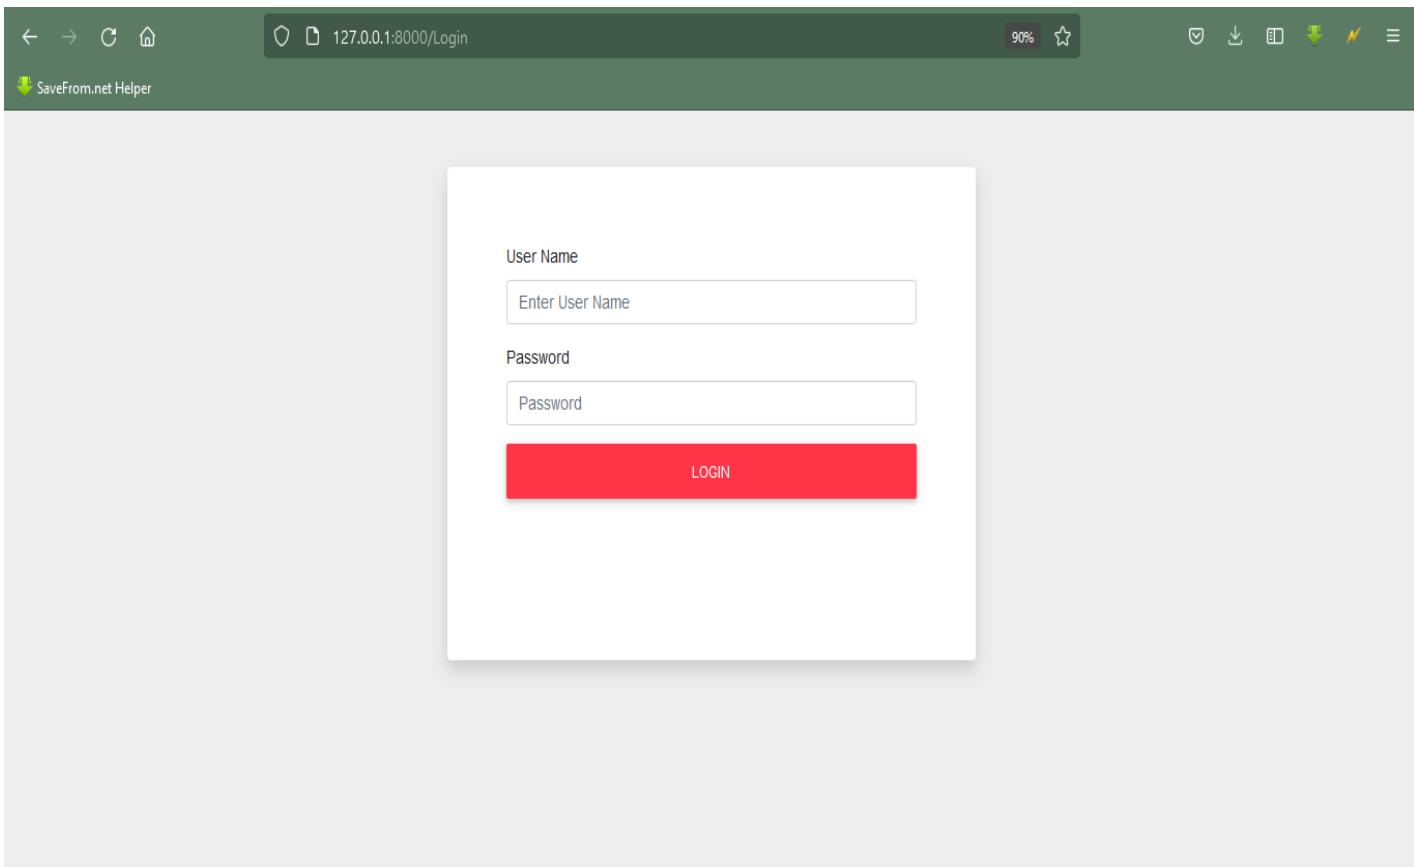 127.0.0.1:8000/Login
90%
SaveFrom.net Helper
User Name
Enter User Name
Password
Password
LOGIN